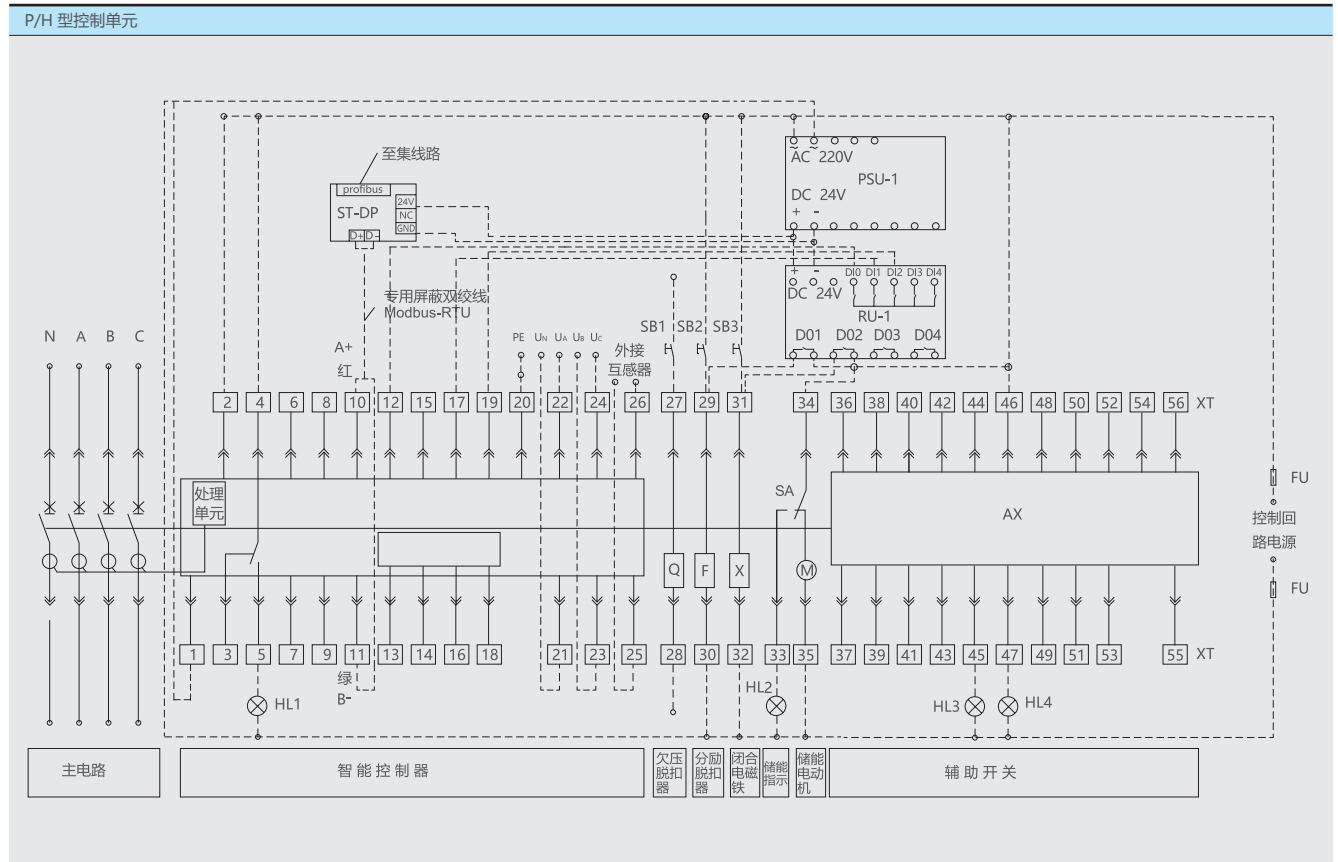 P/H 型控制单元
至集线路
profibus
ST-DP
24V
NC
GND
D+ D-
AC 220V
PSU-1
DC 24V
+ -
+ -
DI0 DI1 DI2 DI3 DI4
DC 24V
RU-1
D01 D02 D03 D04
专用屏蔽双绞线
Modbus-RTU
SB1 SB2 SB3
N A B C
A+
红
PE UN UA UB UC
外接
互感器
2 4 6 8 10 12 15 17 19 20 22 24 26 27 29 31 34 36 38 40 42 44 46 48 50 52 54 56 XT
处理
单元
SA
AX
Q F X M
FU
控制回
路电源
FU
1 3 5 7 9 11 13 14 16 18 21 23 25 28 30 32 33 35 37 39 41 43 45 47 49 51 53 55 XT
绿
B-
HL1
HL2
HL3
HL4
主电路
智能控制器
欠压
脱扣
器
分励
脱扣
器
闭合
电磁
铁
储能
指示
储能
电动
机
辅助开关